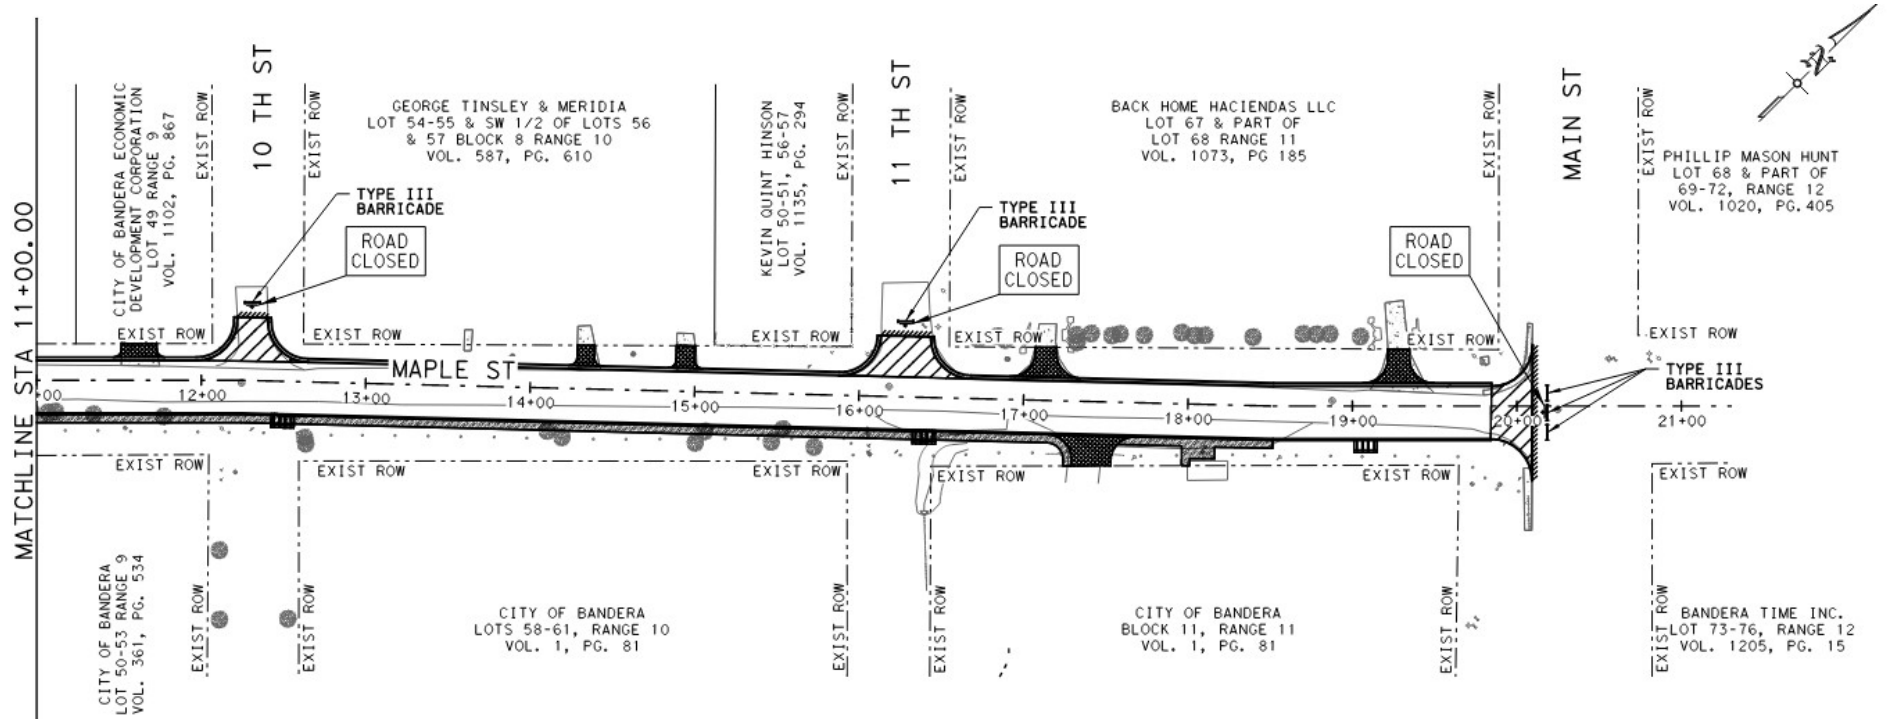 10 TH ST
11 TH ST
MAIN ST
N
CITY OF BANDERA ECONOMIC
DEVELOPMENT CORPORATION
LOT 49 RANGE 9
VOL. 1102, PG. 867
EXIST ROW
EXIST ROW
GEORGE TINSLEY & MERIDIA
LOT 54-55 & SW 1/2 OF LOTS 56
& 57 BLOCK 8 RANGE 10
VOL. 587, PG. 610
KEVIN QUINT HINSON
LOT 50-51, 56-57
VOL. 1135, PG. 294
EXIST ROW
EXIST ROW
BACK HOME HACIENDAS LLC
LOT 67 & PART OF
LOT 68 RANGE 11
VOL. 1073, PG 185
EXIST ROW
EXIST ROW
PHILLIP MASON HUNT
LOT 68 & PART OF
69-72, RANGE 12
VOL. 1020, PG.405
TYPE III
BARRICADE
ROAD
CLOSED
TYPE III
BARRICADE
ROAD
CLOSED
ROAD
CLOSED
MATCHLINE STA 11+00.00
EXIST ROW
EXIST ROW
EXIST ROW
EXIST ROW
EXIST ROW
EXIST ROW
MAPLE ST
TYPE III
BARRICADES
+00
12+00
13+00
14+00
15+00
16+00
17+00
18+00
19+00
20+00
21+00
EXIST ROW
EXIST ROW
EXIST ROW
EXIST ROW
EXIST ROW
EXIST ROW
CITY OF BANDERA
LOT 50-53 RANGE 9
VOL. 361, PG. 534
EXIST ROW
EXIST ROW
CITY OF BANDERA
LOTS 58-61, RANGE 10
VOL. 1, PG. 81
EXIST ROW
EXIST ROW
CITY OF BANDERA
BLOCK 11, RANGE 11
VOL. 1, PG. 81
EXIST ROW
EXIST ROW
BANDERA TIME INC.
LOT 73-76, RANGE 12
VOL. 1205, PG. 15